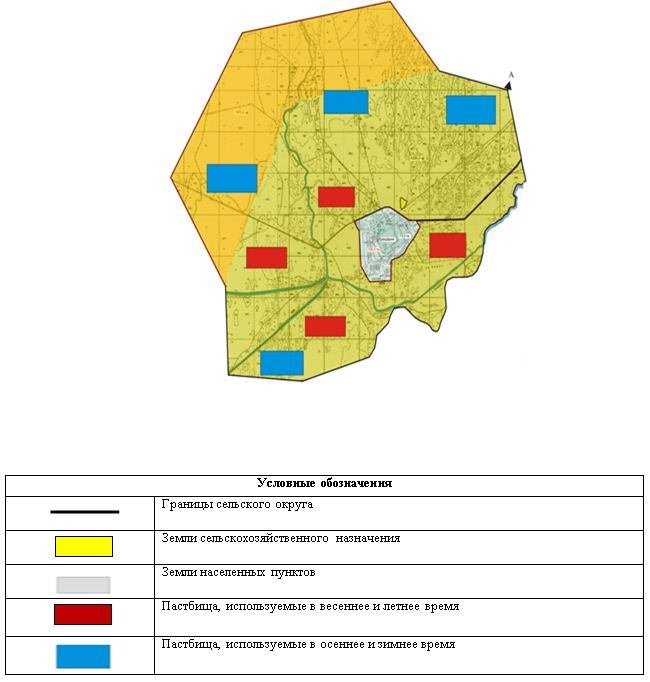 А
Условные обозначения
Границы сельского округа
Земли сельскохозяйственного назначения
Земли населенных пунктов
Пастбища, используемые в весеннее и летнее время
Пастбища, используемые в осеннее и зимнее время